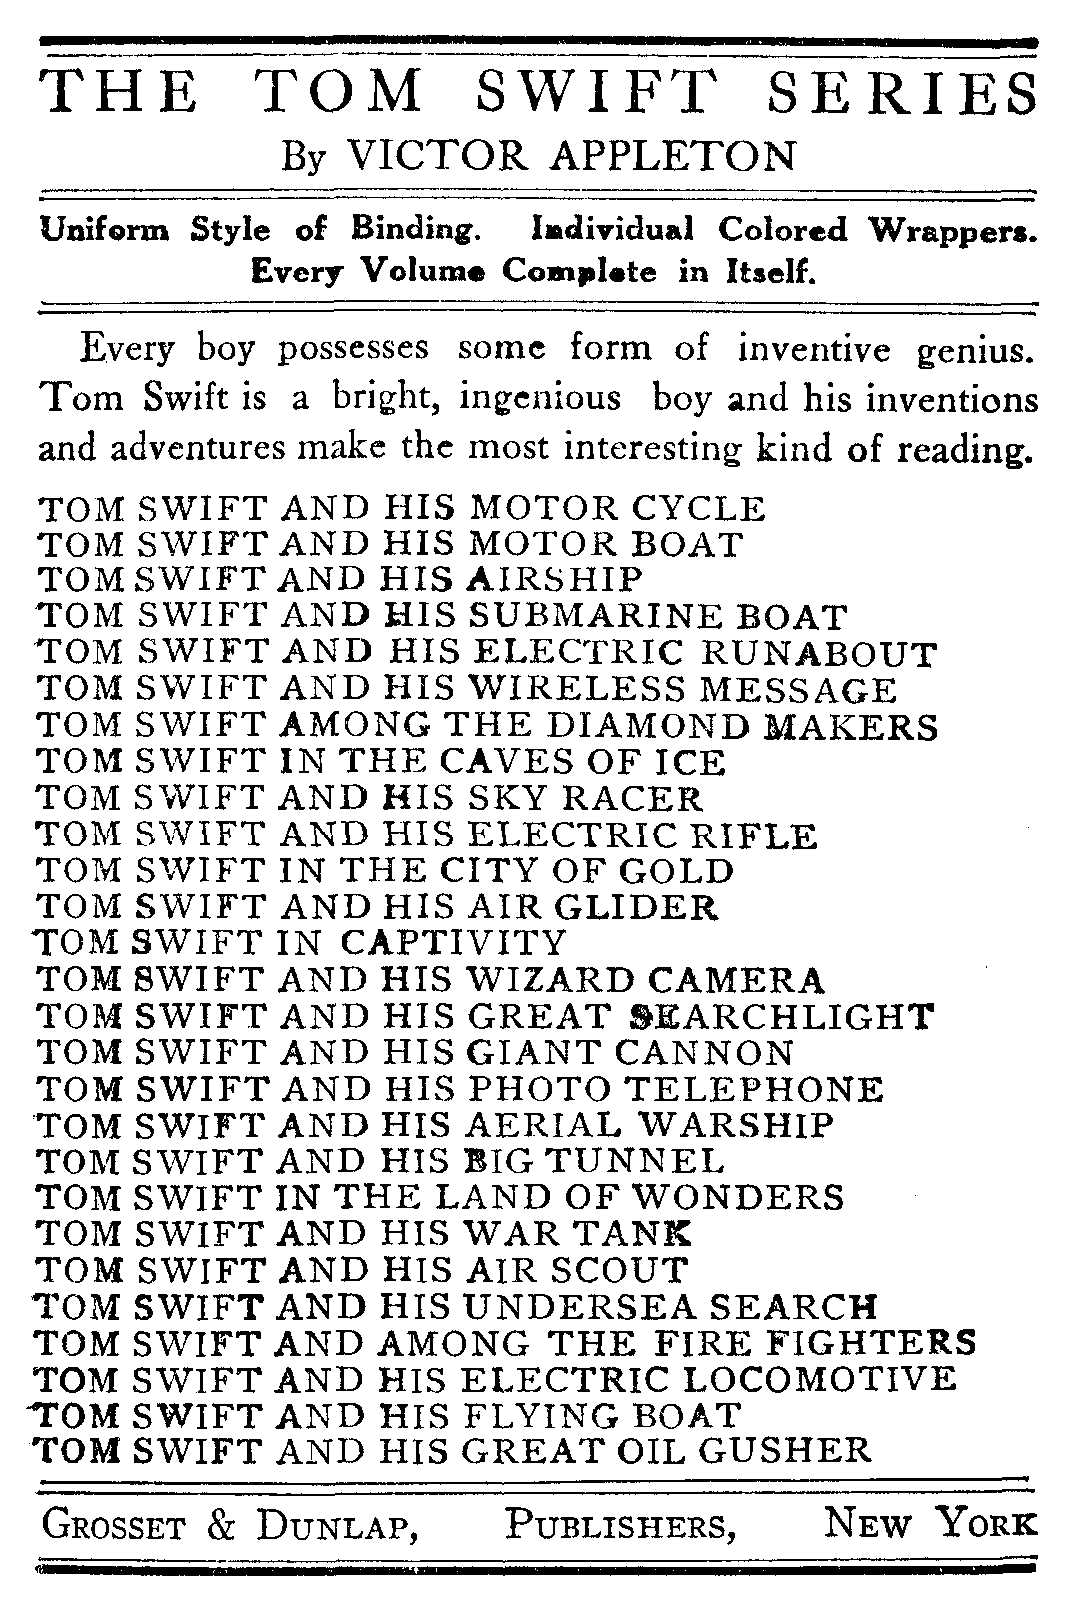 THE TOM SWIFT SERIES
By VICTOR APPLETON
Uniform Style of Binding. Individual Colored Wrappers.
Every Volume Complete in Itself.
Every boy possesses some form of inventive genius.
Tom Swift is a bright, ingenious boy and his inventions
and adventures make the most interesting kind of reading.
TOM SWIFT AND HIS MOTOR CYCLE
TOM SWIFT AND HIS MOTOR BOAT
TOM SWIFT AND HIS AIRSHIP
TOM SWIFT AND HIS SUBMARINE BOAT
TOM SWIFT AND HIS ELECTRIC RUNABOUT
TOM SWIFT AND HIS WIRELESS MESSAGE
TOM SWIFT AMONG THE DIAMOND MAKERS
TOM SWIFT IN THE CAVES OF ICE
TOM SWIFT AND HIS SKY RACER
TOM SWIFT AND HIS ELECTRIC RIFLE
TOM SWIFT IN THE CITY OF GOLD
TOM SWIFT AND HIS AIR GLIDER
TOM SWIFT IN CAPTIVITY
TOM SWIFT AND HIS WIZARD CAMERA
TOM SWIFT AND HIS GREAT SEARCHLIGHT
TOM SWIFT AND HIS GIANT CANNON
TOM SWIFT AND HIS PHOTO TELEPHONE
TOM SWIFT AND HIS AERIAL WARSHIP
TOM SWIFT AND HIS BIG TUNNEL
TOM SWIFT IN THE LAND OF WONDERS
TOM SWIFT AND HIS WAR TANK
TOM SWIFT AND HIS AIR SCOUT
TOM SWIFT AND HIS UNDERSEA SEARCH
TOM SWIFT AND AMONG THE FIRE FIGHTERS
TOM SWIFT AND HIS ELECTRIC LOCOMOTIVE
TOM SWIFT AND HIS FLYING BOAT
TOM SWIFT AND HIS GREAT OIL GUSHER
GROSSET & DUNLAP, PUBLISHERS, NEW YORK